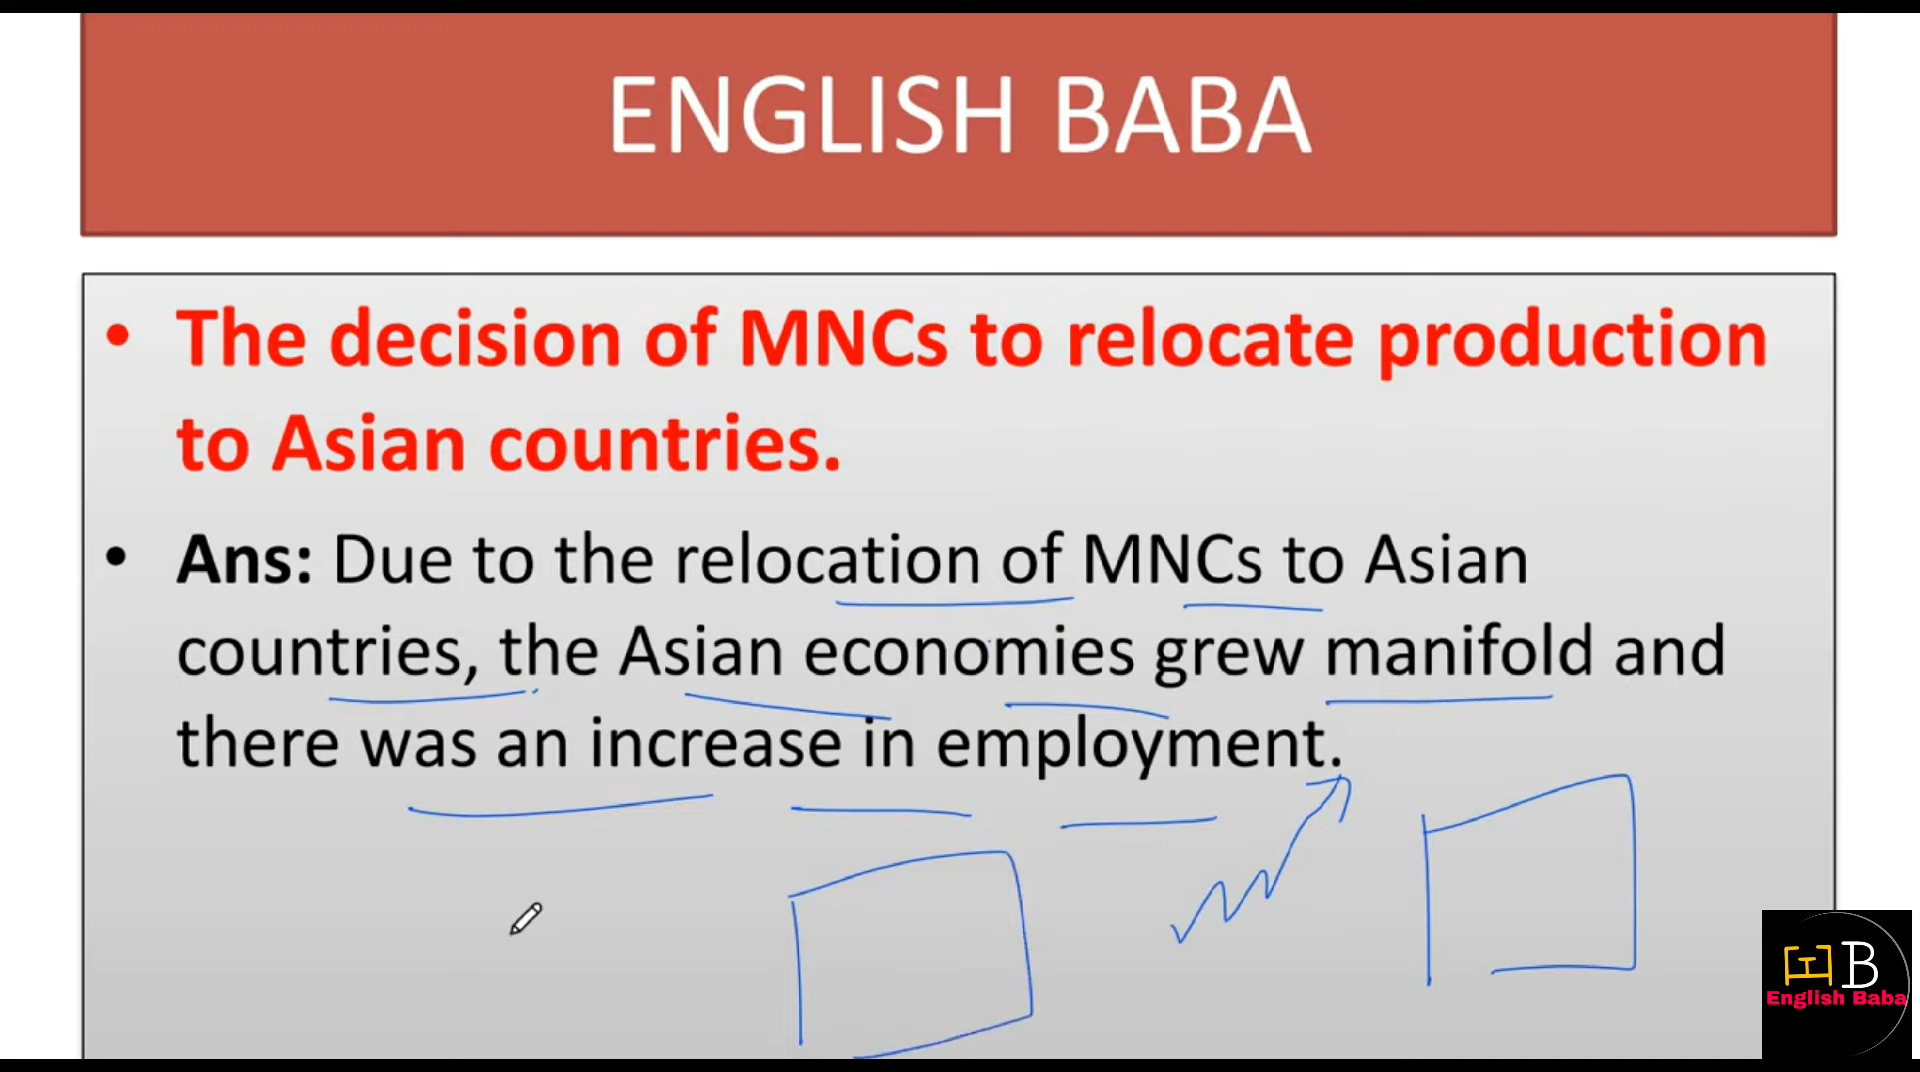 ENGLISH BABA
• The decision of MNCs to relocate production
to Asian countries.
• Ans: Due to the relocation of MNCs to Asian
countries, the Asian economies grew manifold and
there was an increase in employment.
EB
English Baba